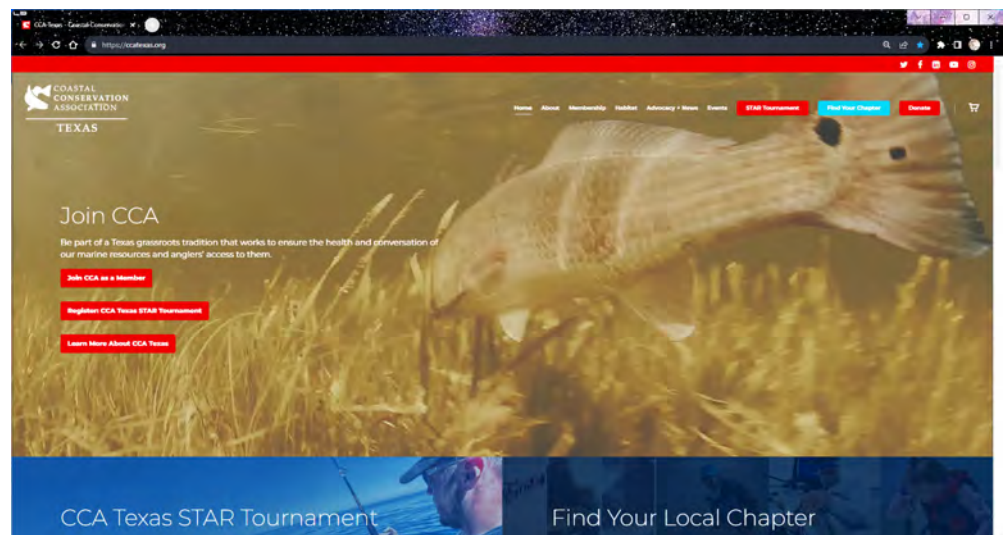 CCA Texas - Coastal Conservatio
https://ccatexas.org
COASTAL
CONSERVATION
ASSOCIATION
TEXAS
Home About Membership Habitat Advocacy + News Events STAR Tournament Find Your Chapter Donate
Join CCA
Be part of a Texas grassroots tradition that works to ensure the health and conversation of
our marine resources and anglers' access to them.
Join CCA as a Member
Register: CCA Texas STAR Tournament
Learn More About CCA Texas
CCA Texas STAR Tournament
Find Your Local Chapter